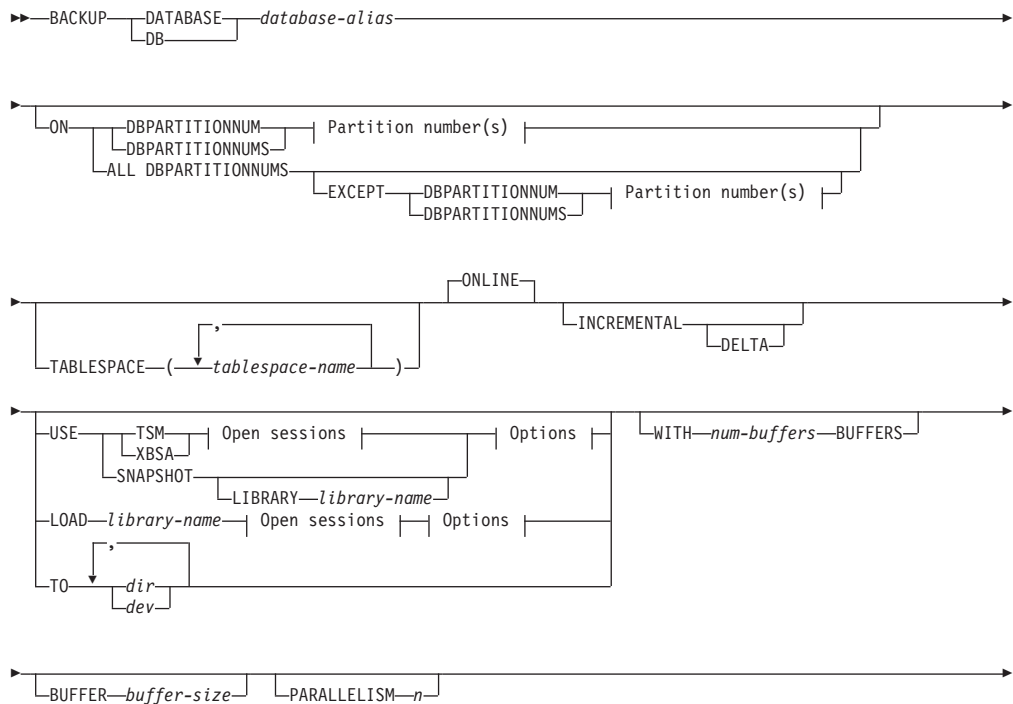 BACKUP DATABASE database-alias
DB
ON DBPARTITIONNUM Partition number(s)
DBPARTITIONNUMS
ALL DBPARTITIONNUMS
EXCEPT DBPARTITIONNUM Partition number(s)
DBPARTITIONNUMS
ONLINE
INCREMENTAL
DELTA
,
TABLESPACE ( tablespace-name )
USE TSM Open sessions Options WITH num-buffers BUFFERS
XBSA
SNAPSHOT
LIBRARY library-name
LOAD library-name Open sessions Options
,
TO dir
dev
BUFFER buffer-size PARALLELISM n